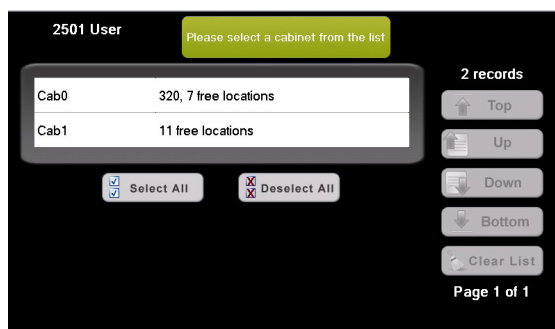 2501 User
Please select a cabinet from the list
2 records
Cab0 320, 7 free locations
Cab1 11 free locations
Top
Up
Down
Bottom
Clear List
Select All
Deselect All
Page 1 of 1